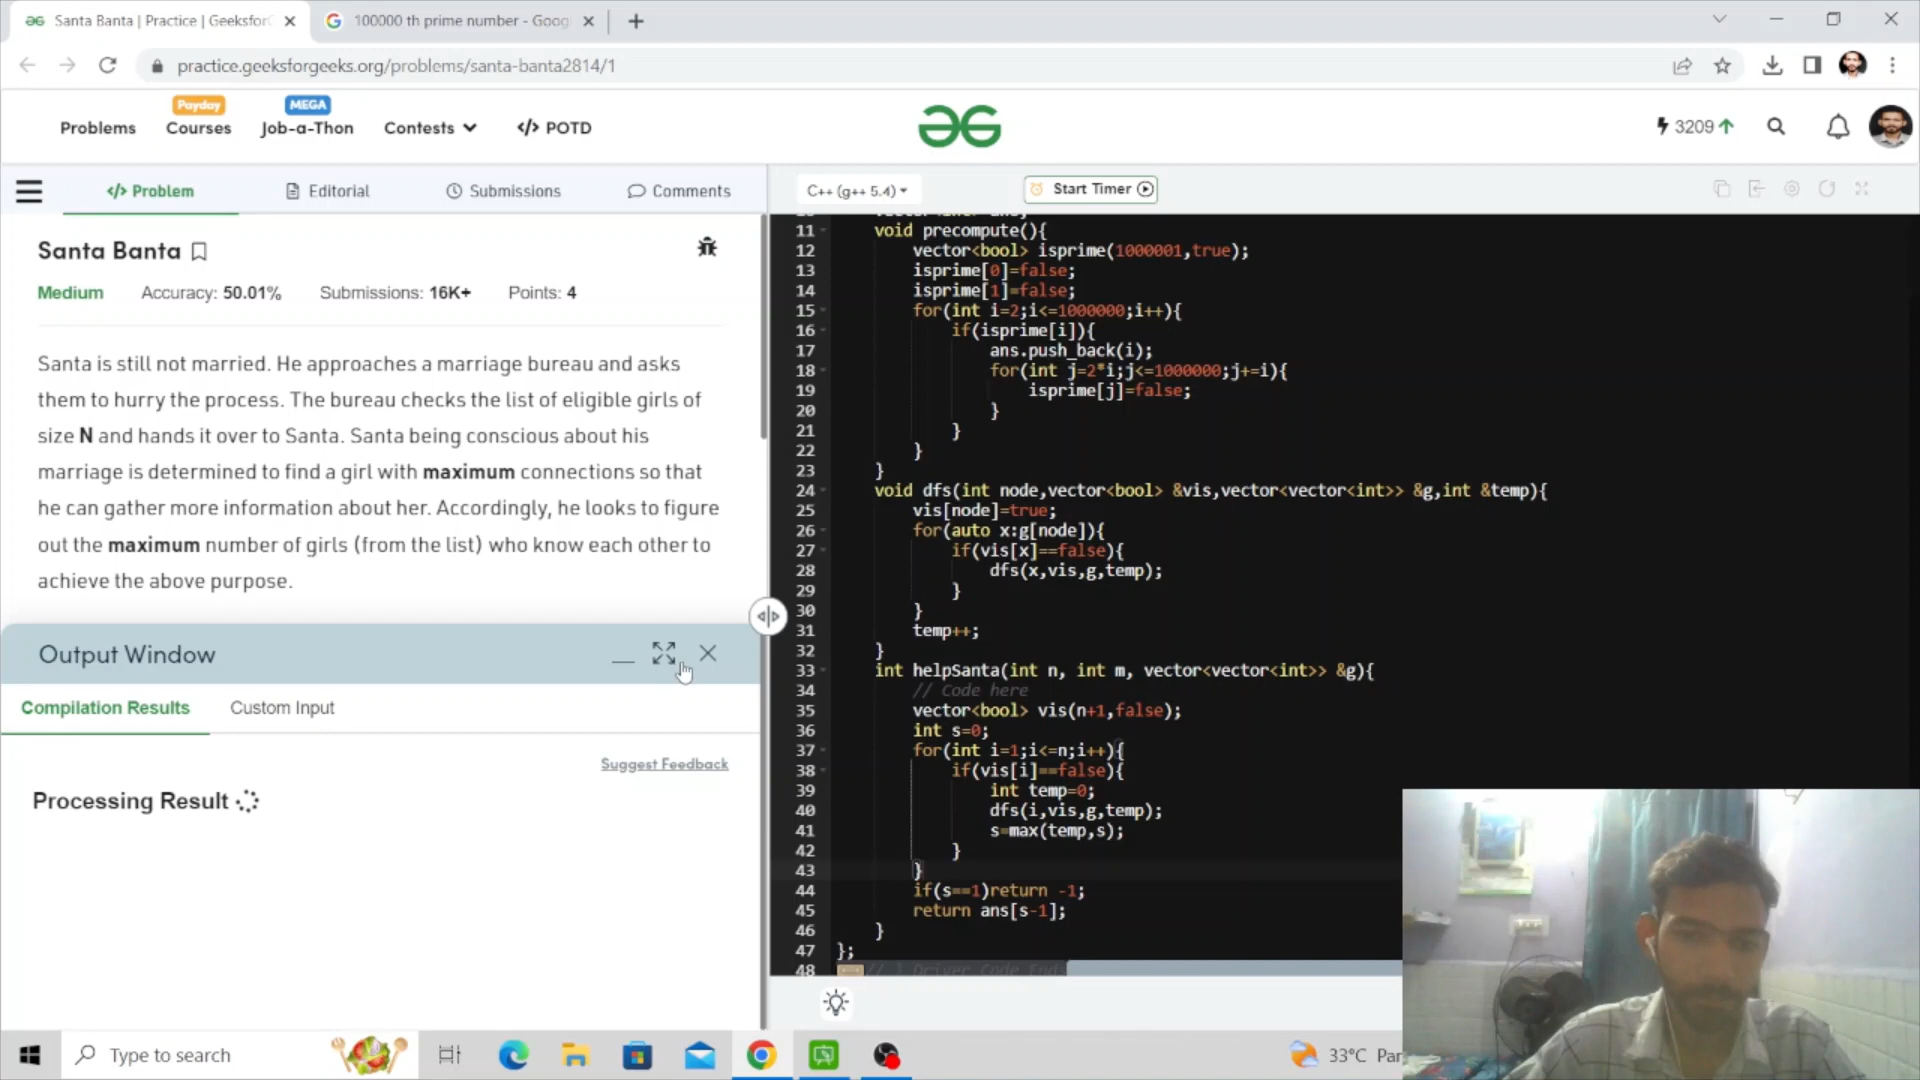 Santa Banta | Practice | Geeksfor
100000 th prime number - Goog
practice.geeksforgeeks.org/problems/santa-banta2814/1
Payday
MEGA
Problems
Courses
Job-a-Thon
Contests
</> POTD
3209
</> Problem
Editorial
Submissions
Comments
C++ (g++ 5.4)
Start Timer
Santa Banta
Medium
Accuracy: 50.01%
Submissions: 16K+
Points: 4
Santa is still not married. He approaches a marriage bureau and asks
them to hurry the process. The bureau checks the list of eligible girls of
size N and hands it over to Santa. Santa being conscious about his
marriage is determined to find a girl with maximum connections so that
he can gather more information about her. Accordingly, he looks to figure
out the maximum number of girls (from the list) who know each other to
achieve the above purpose.
Output Window
Compilation Results
Custom Input
Suggest Feedback
Processing Result
11 void precompute(){
12 vector<bool> isprime(1000001,true);
13 isprime[0]=false;
14 isprime[1]=false;
15 for(int i=2;i<=1000000;i++){
16 if(isprime[i]){
17 ans.push_back(i);
18 for(int j=2*i;j<=1000000;j+=i){
19 isprime[j]=false;
20 }
21 }
22 }
23 }
24 void dfs(int node,vector<bool> &vis,vector<vector<int>> &g,int &temp){
25 vis[node]=true;
26 for(auto x:g[node]){
27 if(vis[x]==false){
28 dfs(x,vis,g,temp);
29 }
30 }
31 temp++;
32 }
33 int helpSanta(int n, int m, vector<vector<int>> &g){
34 // Code here
35 vector<bool> vis(n+1,false);
36 int s=0;
37 for(int i=1;i<=n;i++){
38 if(vis[i]==false){
39 int temp=0;
40 dfs(i,vis,g,temp);
41 s=max(temp,s);
42 }
43 }
44 if(s==1)return -1;
45 return ans[s-1];
46 }
47 };
48 // } Driver Code End
Type to search
33°C